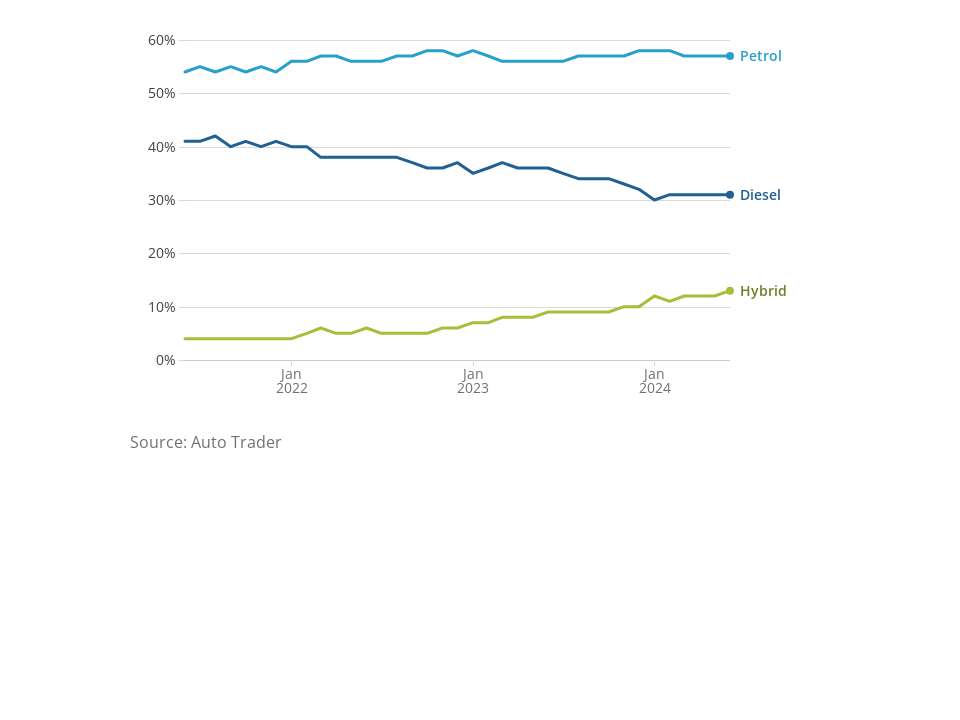 60%
Petrol
50%
40%
Diesel
30%
20%
Hybrid
10%
0%
Jan
2022
Jan
2023
Jan
2024
Source: Auto Trader